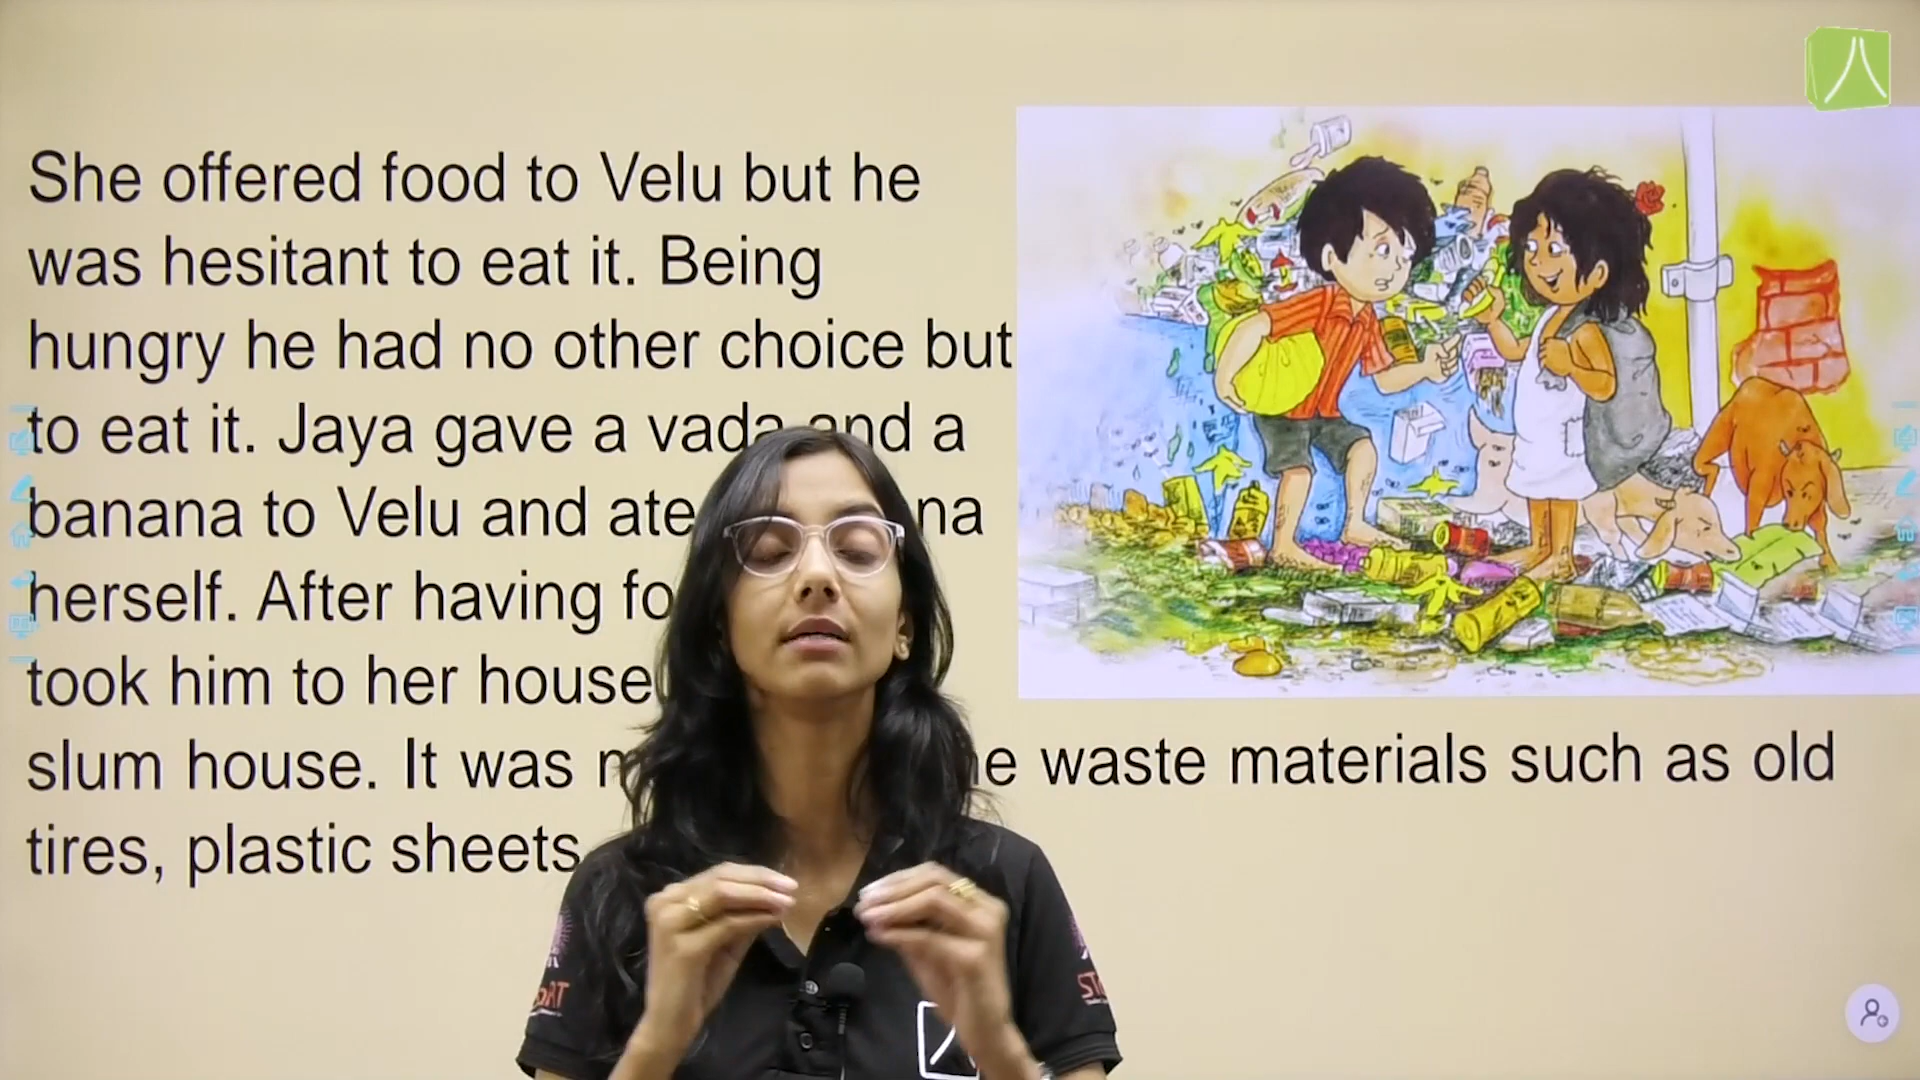 She offered food to Velu but he
was hesitant to eat it. Being
hungry he had no other choice but
to eat it. Jaya gave a vada and a
banana to Velu and ate
herself. After having
took him to her house
slum house. It was waste materials such as old
tires, plastic sheets